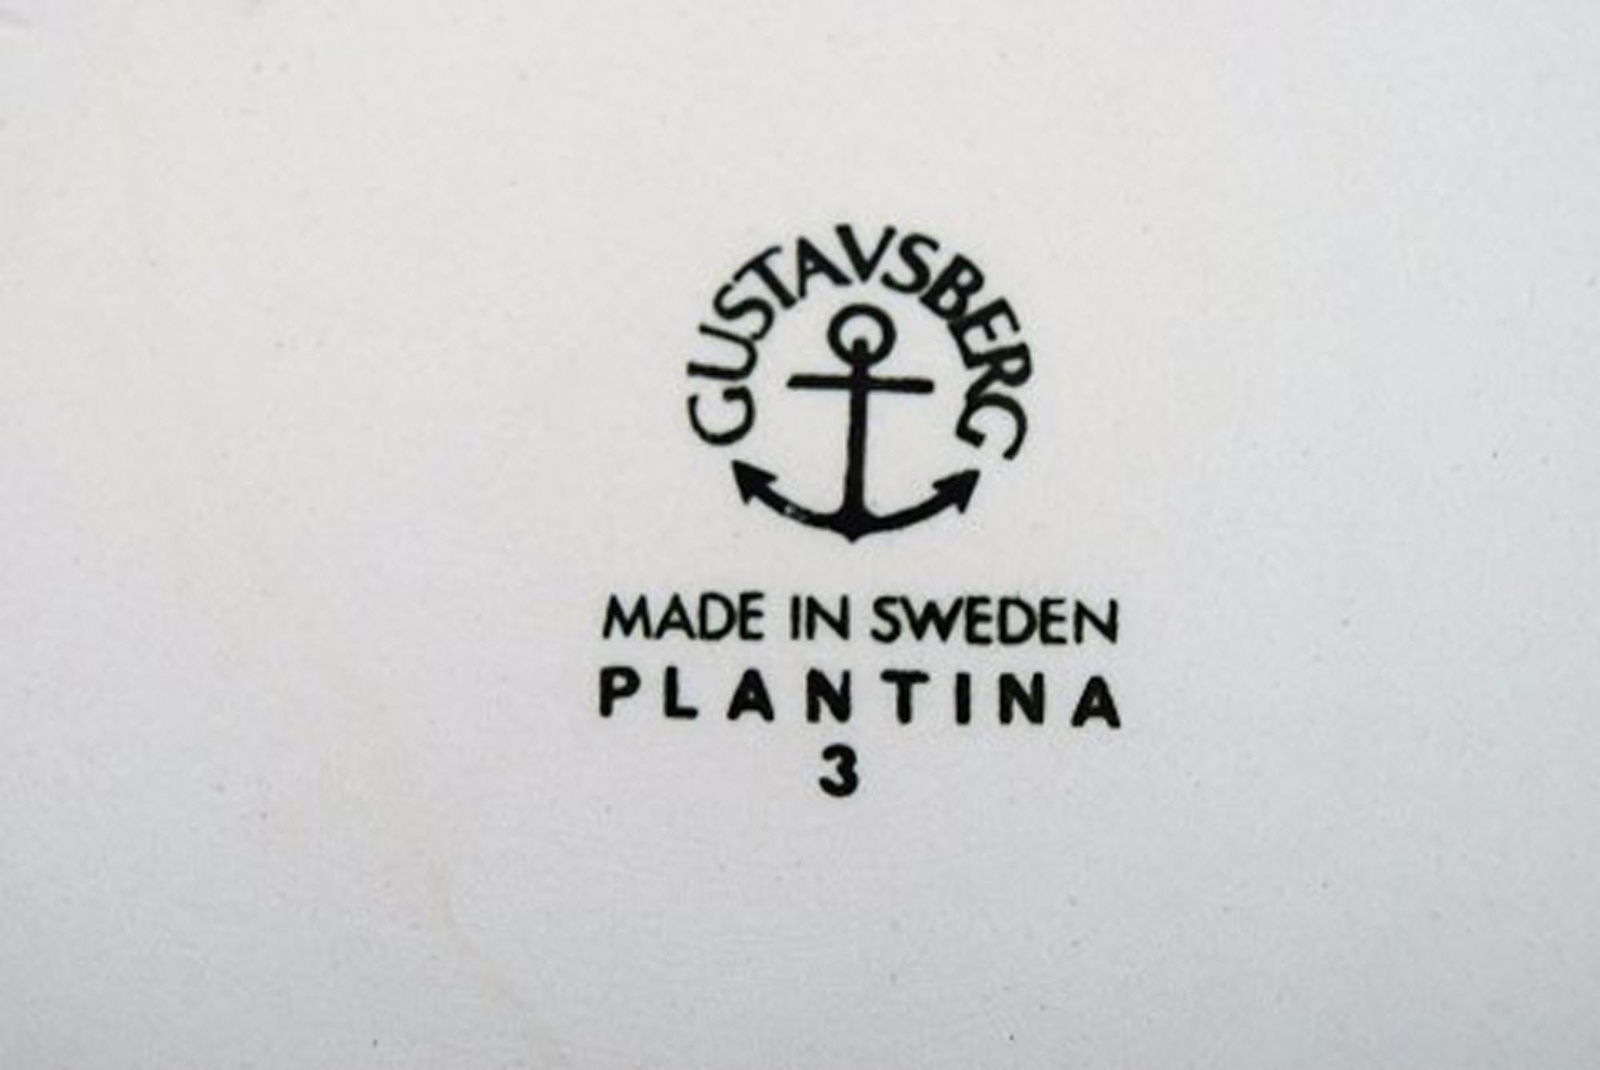 GUSTAVSBERG
MADE IN SWEDEN
PLANTINA
3